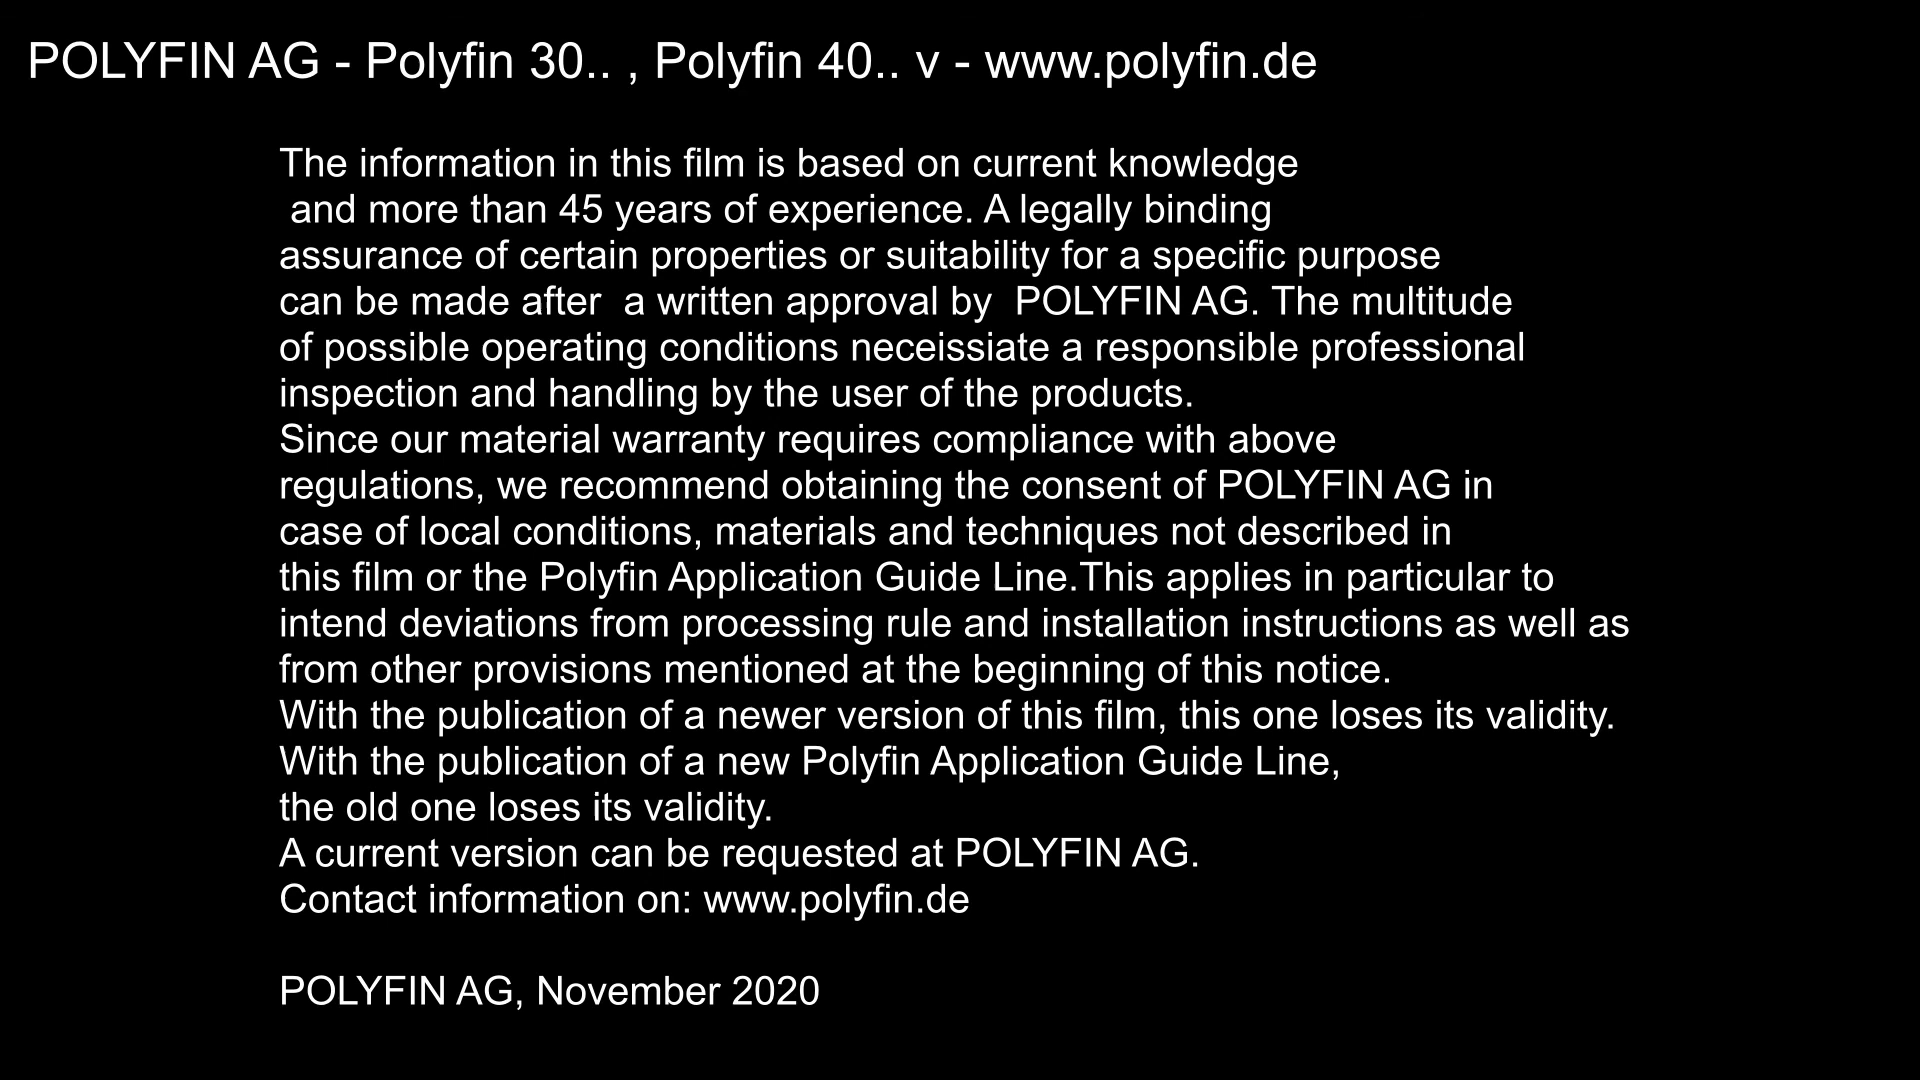 POLYFIN AG - Polyfin 30.. , Polyfin 40.. v - www.polyfin.de
The information in this film is based on current knowledge
and more than 45 years of experience. A legally binding
assurance of certain properties or suitability for a specific purpose
can be made after  a written approval by  POLYFIN AG. The multitude
of possible operating conditions neceissiate a responsible professional
inspection and handling by the user of the products.
Since our material warranty requires compliance with above
regulations, we recommend obtaining the consent of POLYFIN AG in
case of local conditions, materials and techniques not described in
this film or the Polyfin Application Guide Line.This applies in particular to
intend deviations from processing rule and installation instructions as well as
from other provisions mentioned at the beginning of this notice.
With the publication of a newer version of this film, this one loses its validity.
With the publication of a new Polyfin Application Guide Line,
the old one loses its validity.
A current version can be requested at POLYFIN AG.
Contact information on: www.polyfin.de
POLYFIN AG, November 2020